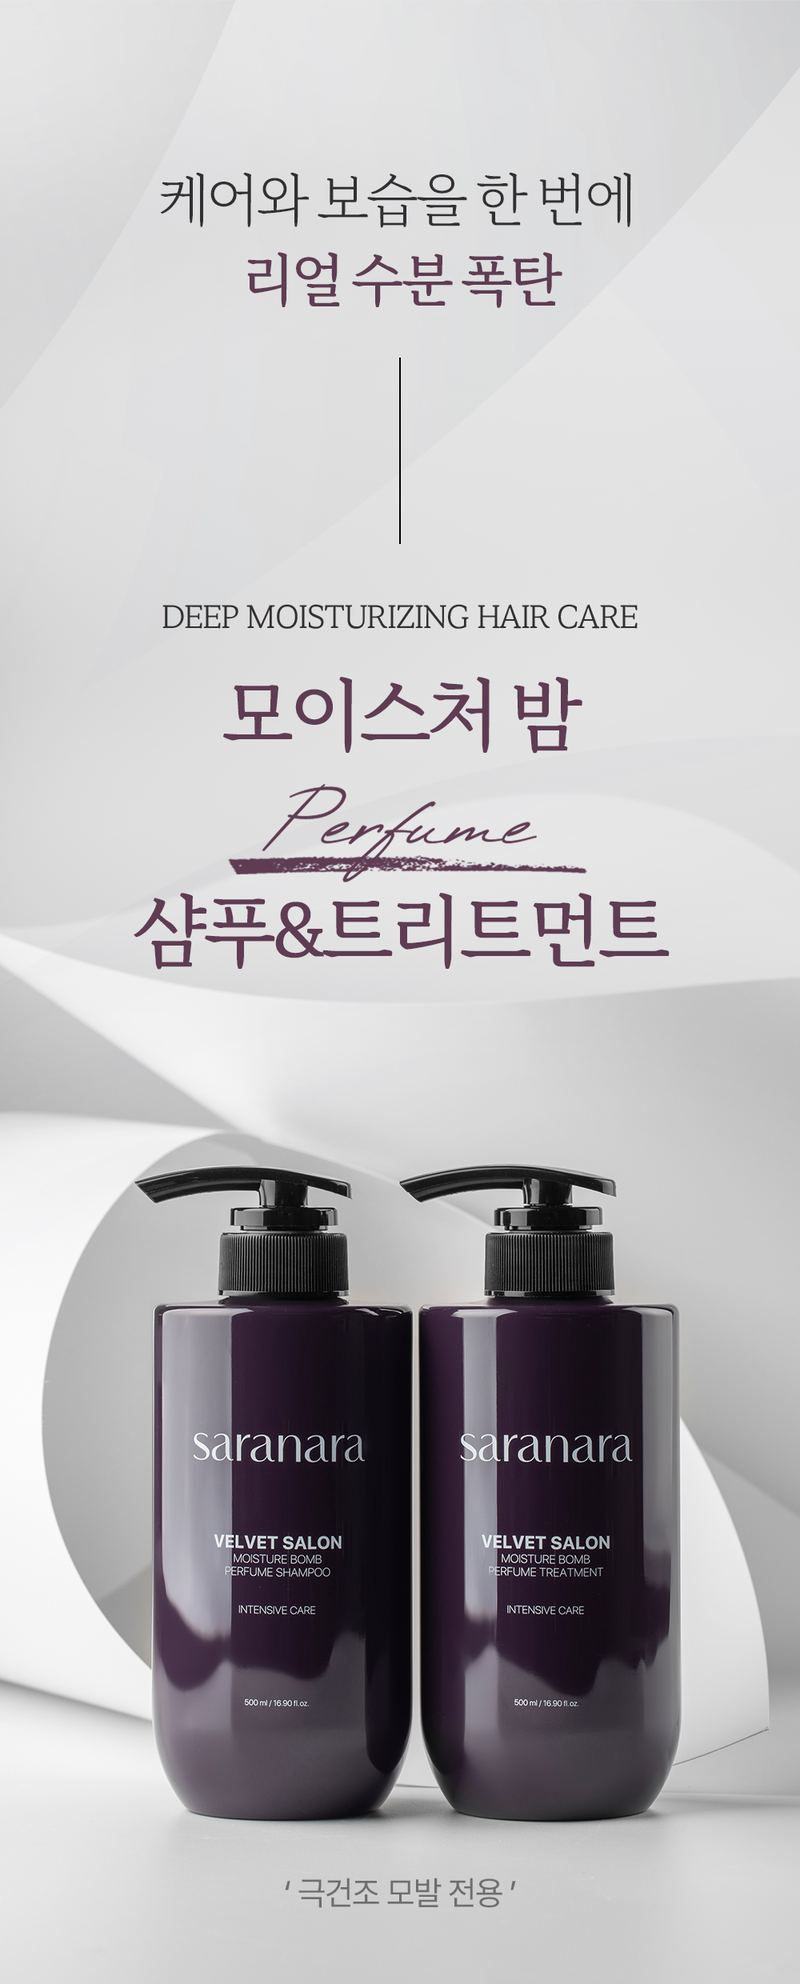 케어와 보습을 한 번에
리얼 수분 폭탄
DEEP MOISTURIZING HAIR CARE
모이스처 밤
Perfume
샴푸&트리트먼트
saranara
VELVET SALON
MOISTURE BOMB
PERFUME SHAMPOO
INTENSIVE CARE
500 ml / 16.90 fl.oz.
saranara
VELVET SALON
MOISTURE BOMB
PERFUME TREATMENT
INTENSIVE CARE
500 ml / 16.90 fl.oz.
‘ 극건조 모발 전용 ’